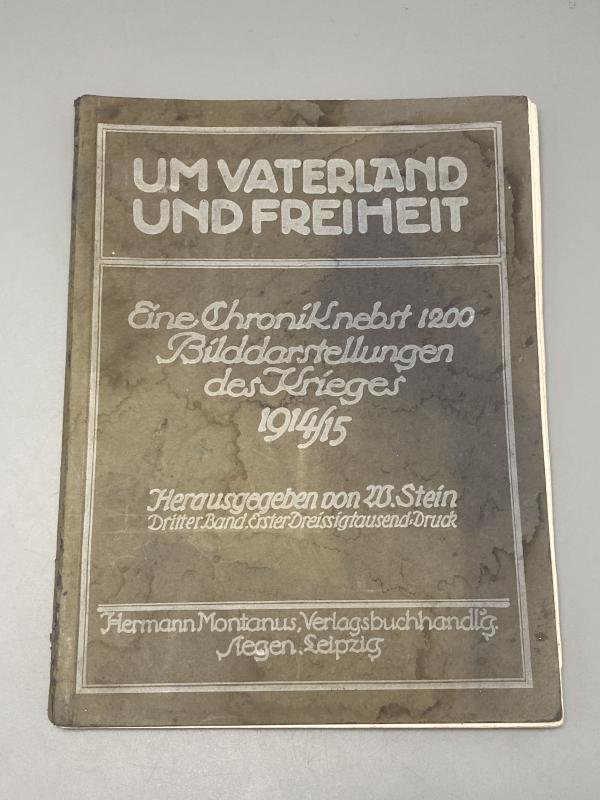 UM VATERLAND
UND FREIHEIT
Eine Chronik nebst 1200
Bilddarstellungen
des Krieges
1914/15
Herausgegeben von W. Stein
Dritter Band. Erster Dreissigtausend-Druck
Hermann Montanus, Verlagsbuchhandl'g.
Siegen. Leipzig